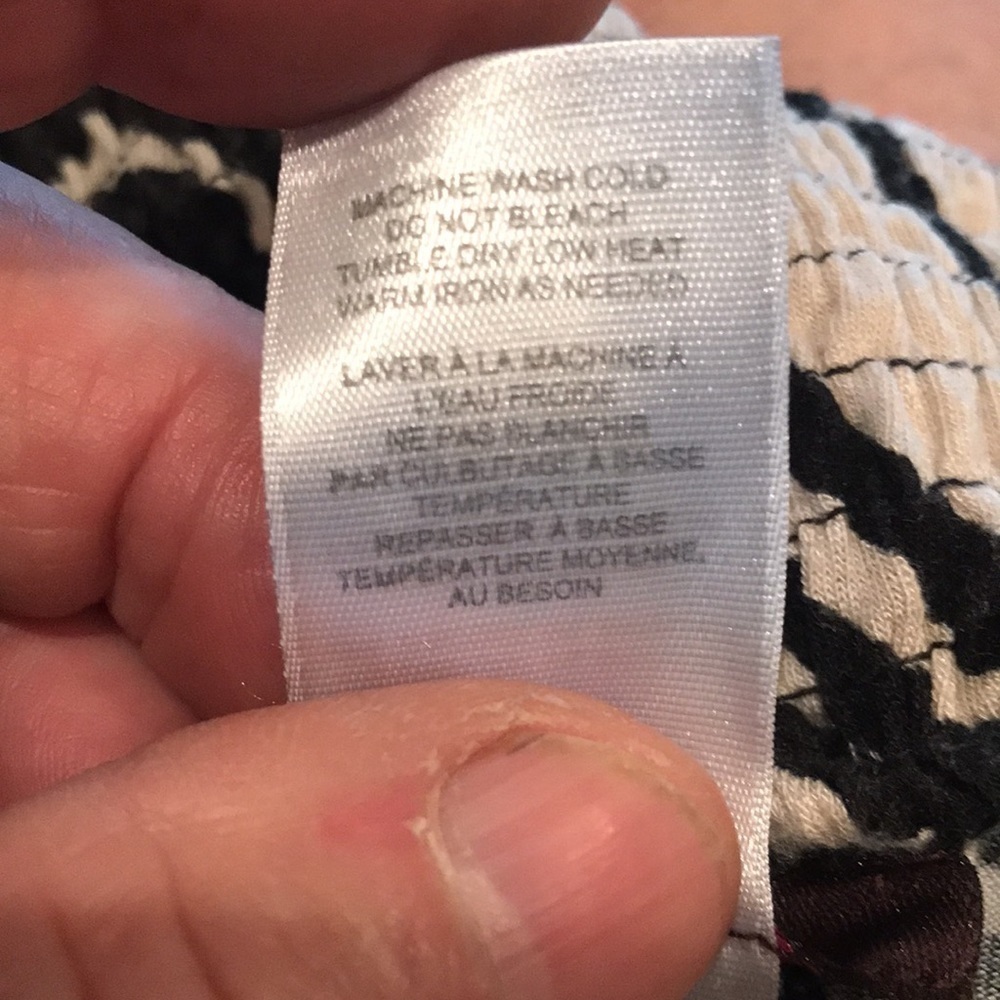 MACHINE WASH COLD
DO NOT BLEACH
TUMBLE DRY LOW HEAT
WARM IRON AS NEEDED
LAVER À LA MACHINE À
L'EAU FROIDE
NE PAS BLANCHIR
PAR CULBUTAGE À BASSE
TEMPÉRATURE
REPASSER À BASSE
TEMPÉRATURE MOYENNE,
AU BESOIN